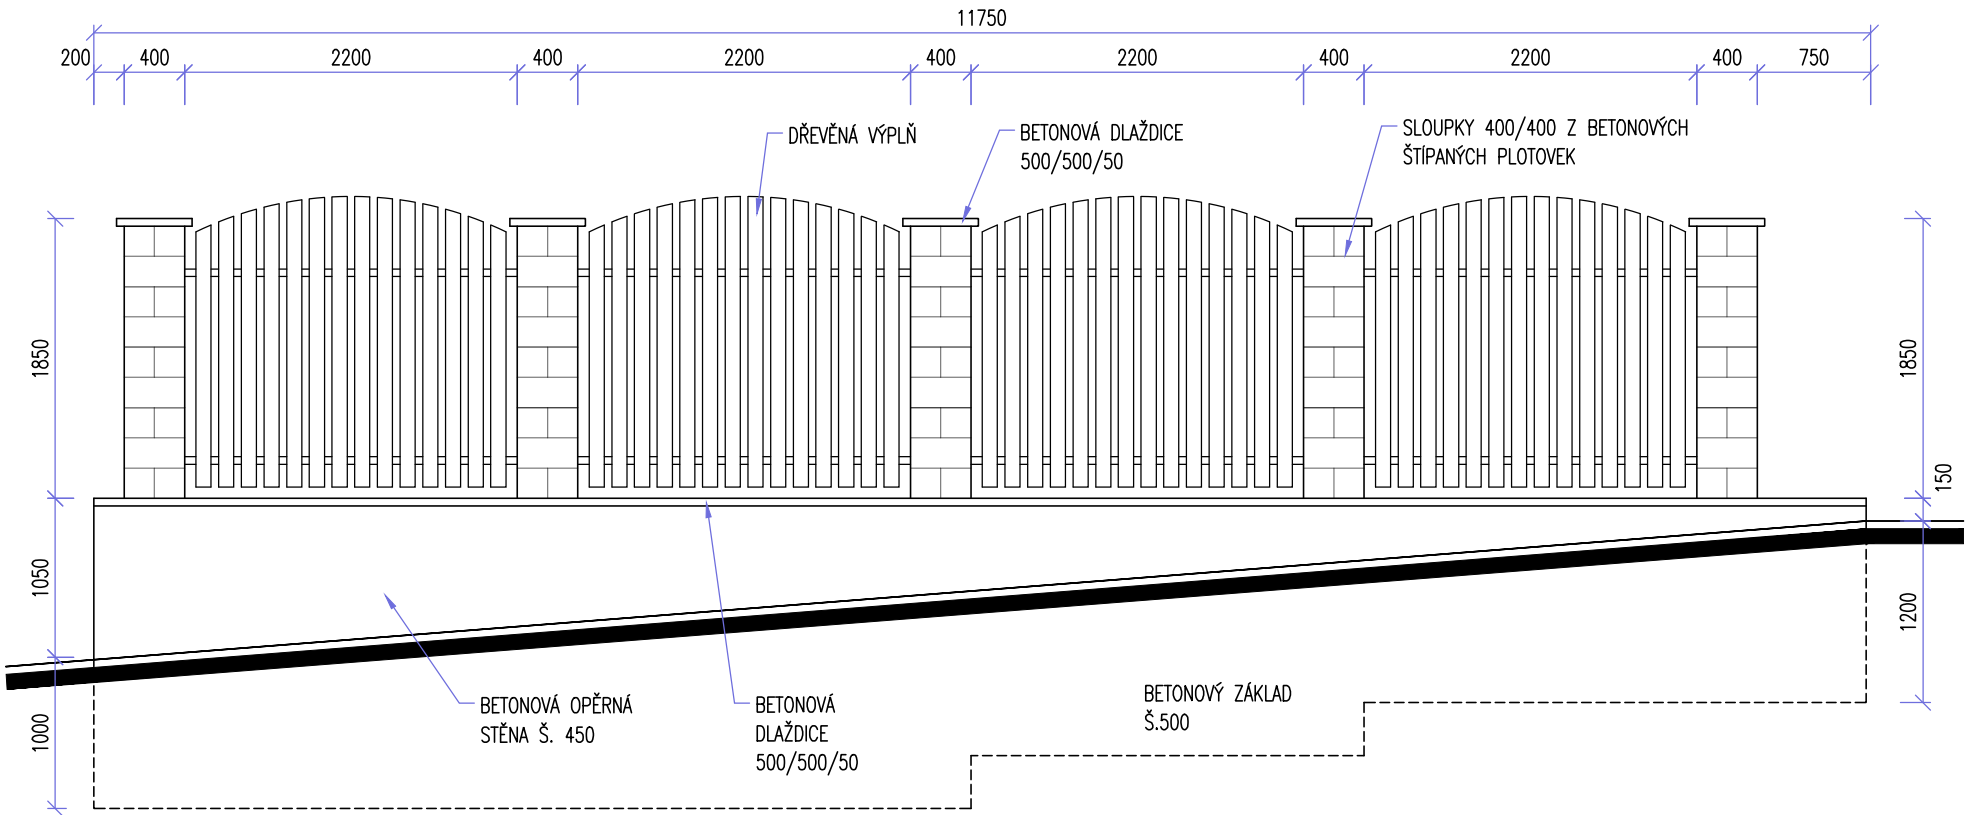 11750
200 400 2200 400 2200 400 2200 400 2200 400 750
DŘEVĚNÁ VÝPLŇ
BETONOVÁ DLAŽDICE
500/500/50
SLOUPKY 400/400 Z BETONOVÝCH
ŠTÍPANÝCH PLOTOVEK
1850
1850
150
1050
1200
1000
BETONOVÁ OPĚRNÁ
STĚNA Š. 450
BETONOVÁ
DLAŽDICE
500/500/50
BETONOVÝ ZÁKLAD
Š.500